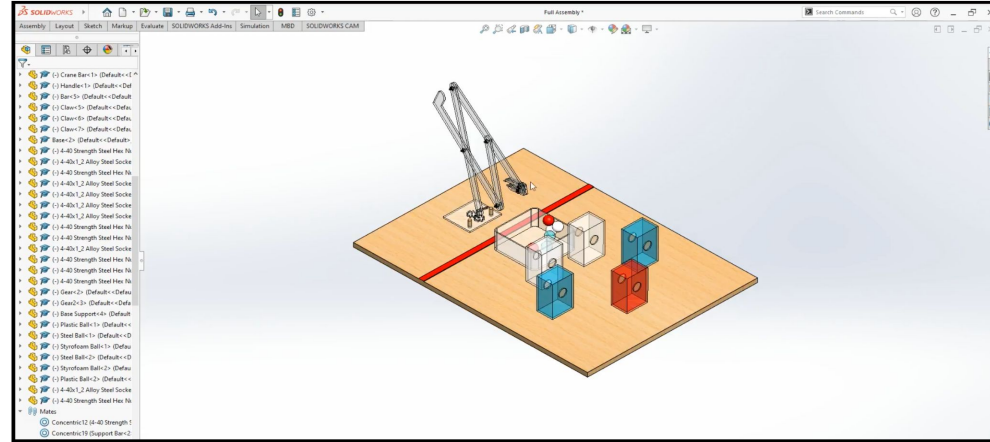 SOLIDWORKS
Full Assembly *
Search Commands
Assembly Layout Sketch Markup Evaluate SOLIDWORKS Add-Ins Simulation MBD SOLIDWORKS CAM
(-) Crane Bar<1> (Default<<D
(-) Handle<1> (Default<<Def
(-) Bar<5> (Default<<Default
(-) Claw<5> (Default<<Defau
(-) Claw<6> (Default<<Defau
(-) Claw<7> (Default<<Defau
Base<2> (Default<<Default>
(-) 4-40 Strength Steel Hex Nu
(-) 4-40x1_2 Alloy Steel Socke
(-) 4-40 Strength Steel Hex Nu
(-) 4-40x1_2 Alloy Steel Socke
(-) 4-40x1_2 Alloy Steel Socke
(-) 4-40x1_2 Alloy Steel Socke
(-) 4-40x1_2 Alloy Steel Socke
(-) 4-40 Strength Steel Hex Nu
(-) 4-40 Strength Steel Hex Nu
(-) 4-40x1_2 Alloy Steel Socke
(-) 4-40 Strength Steel Hex Nu
(-) 4-40 Strength Steel Hex Nu
(-) 4-40 Strength Steel Hex Nu
(-) Gear<2> (Default<<Defau
(-) Gear2<3> (Default<<Defa
(-) Base Support<4> (Default
(-) Plastic Ball<1> (Default<<
(-) Steel Ball<1> (Default<<D
(-) Styrofoam Ball<1> (Defau
(-) Steel Ball<2> (Default<<D
(-) Styrofoam Ball<2> (Defau
(-) Plastic Ball<2> (Default<<
(-) 4-40x1_2 Alloy Steel Socke
(-) 4-40 Strength Steel Hex Nu
Mates
Concentric12 (4-40 Strength S
Concentric19 (Support Bar<2